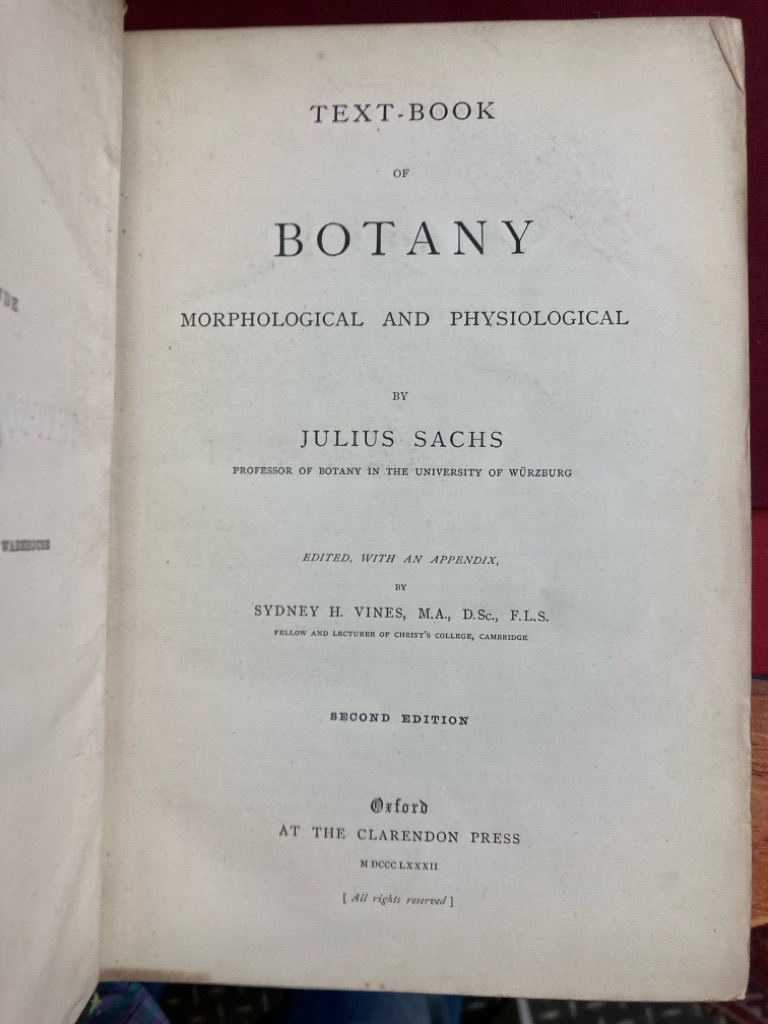 TEXT-BOOK
OF
BOTANY
MORPHOLOGICAL AND PHYSIOLOGICAL
BY
JULIUS SACHS
PROFESSOR OF BOTANY IN THE UNIVERSITY OF WÜRZBURG
EDITED, WITH AN APPENDIX,
BY
SYDNEY H. VINES, M.A., D.Sc., F.L.S.
FELLOW AND LECTURER OF CHRIST'S COLLEGE, CAMBRIDGE
SECOND EDITION
Oxford
AT THE CLARENDON PRESS
M DCCC LXXXII
[ All rights reserved ]
WAREHOUSE